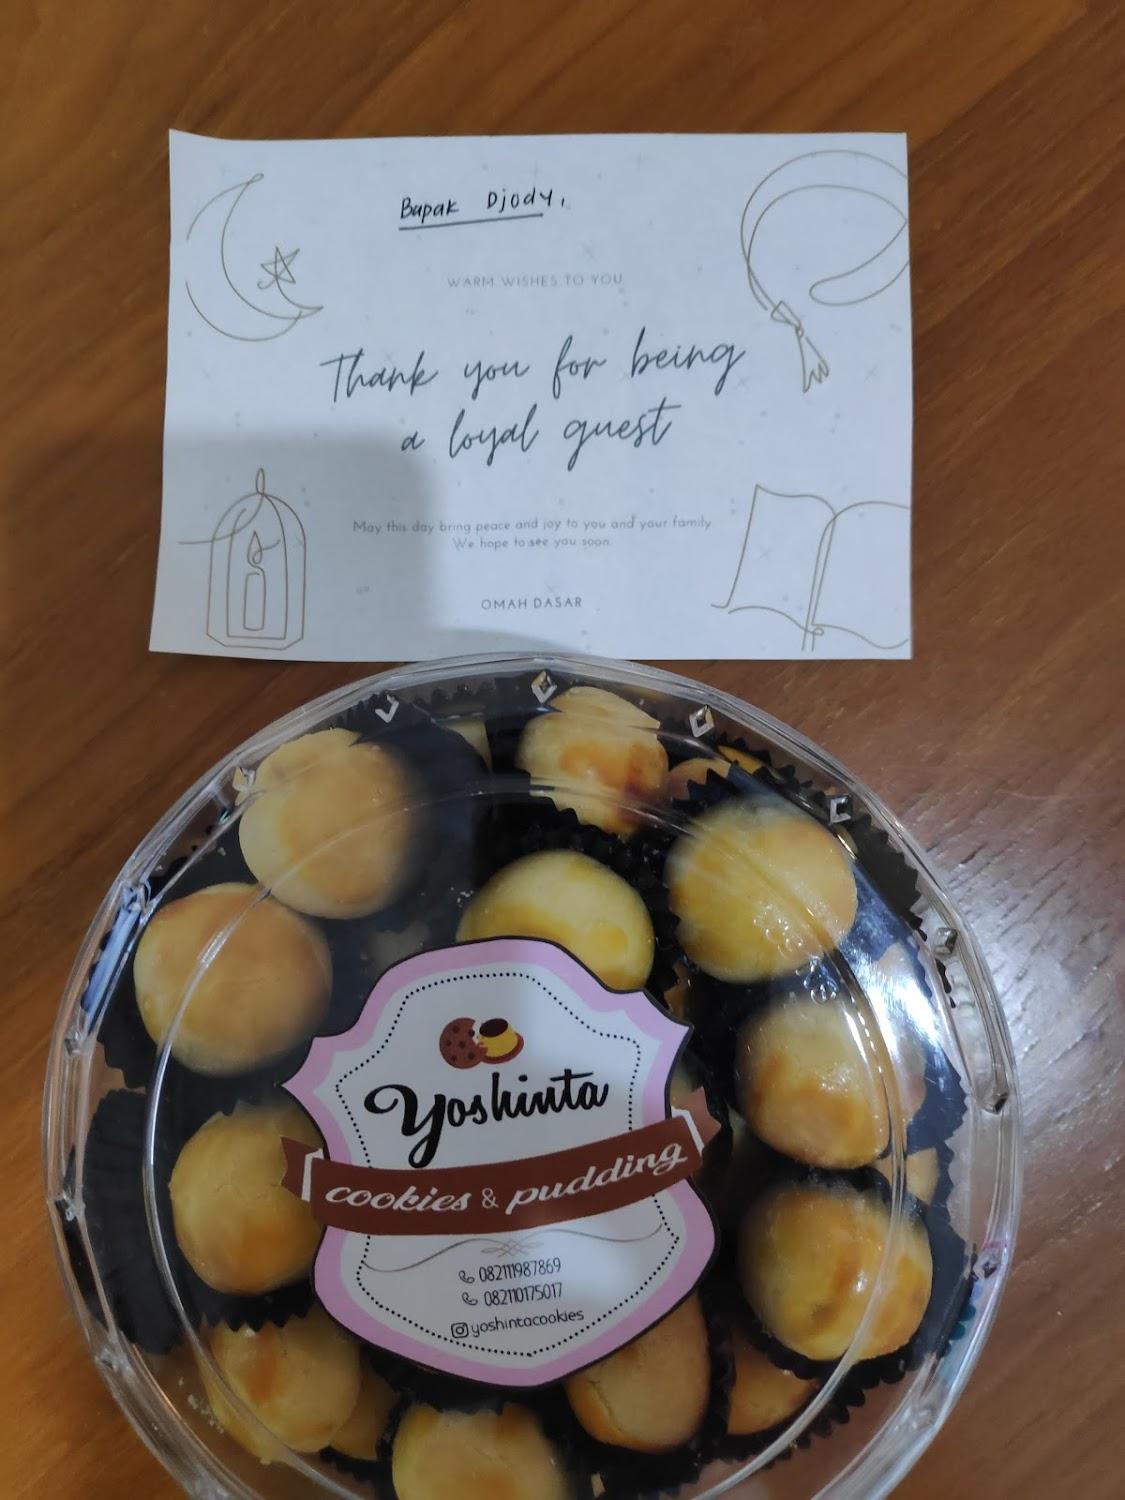 Bapak Djody,
WARM WISHES TO YOU
Thank you for being
a loyal guest
May this day bring peace and joy to you and your family.
We hope to see you soon.
OMAH DASAR
Yoshinta
cookies & pudding
082111987869
082110175017
yoshintacookies